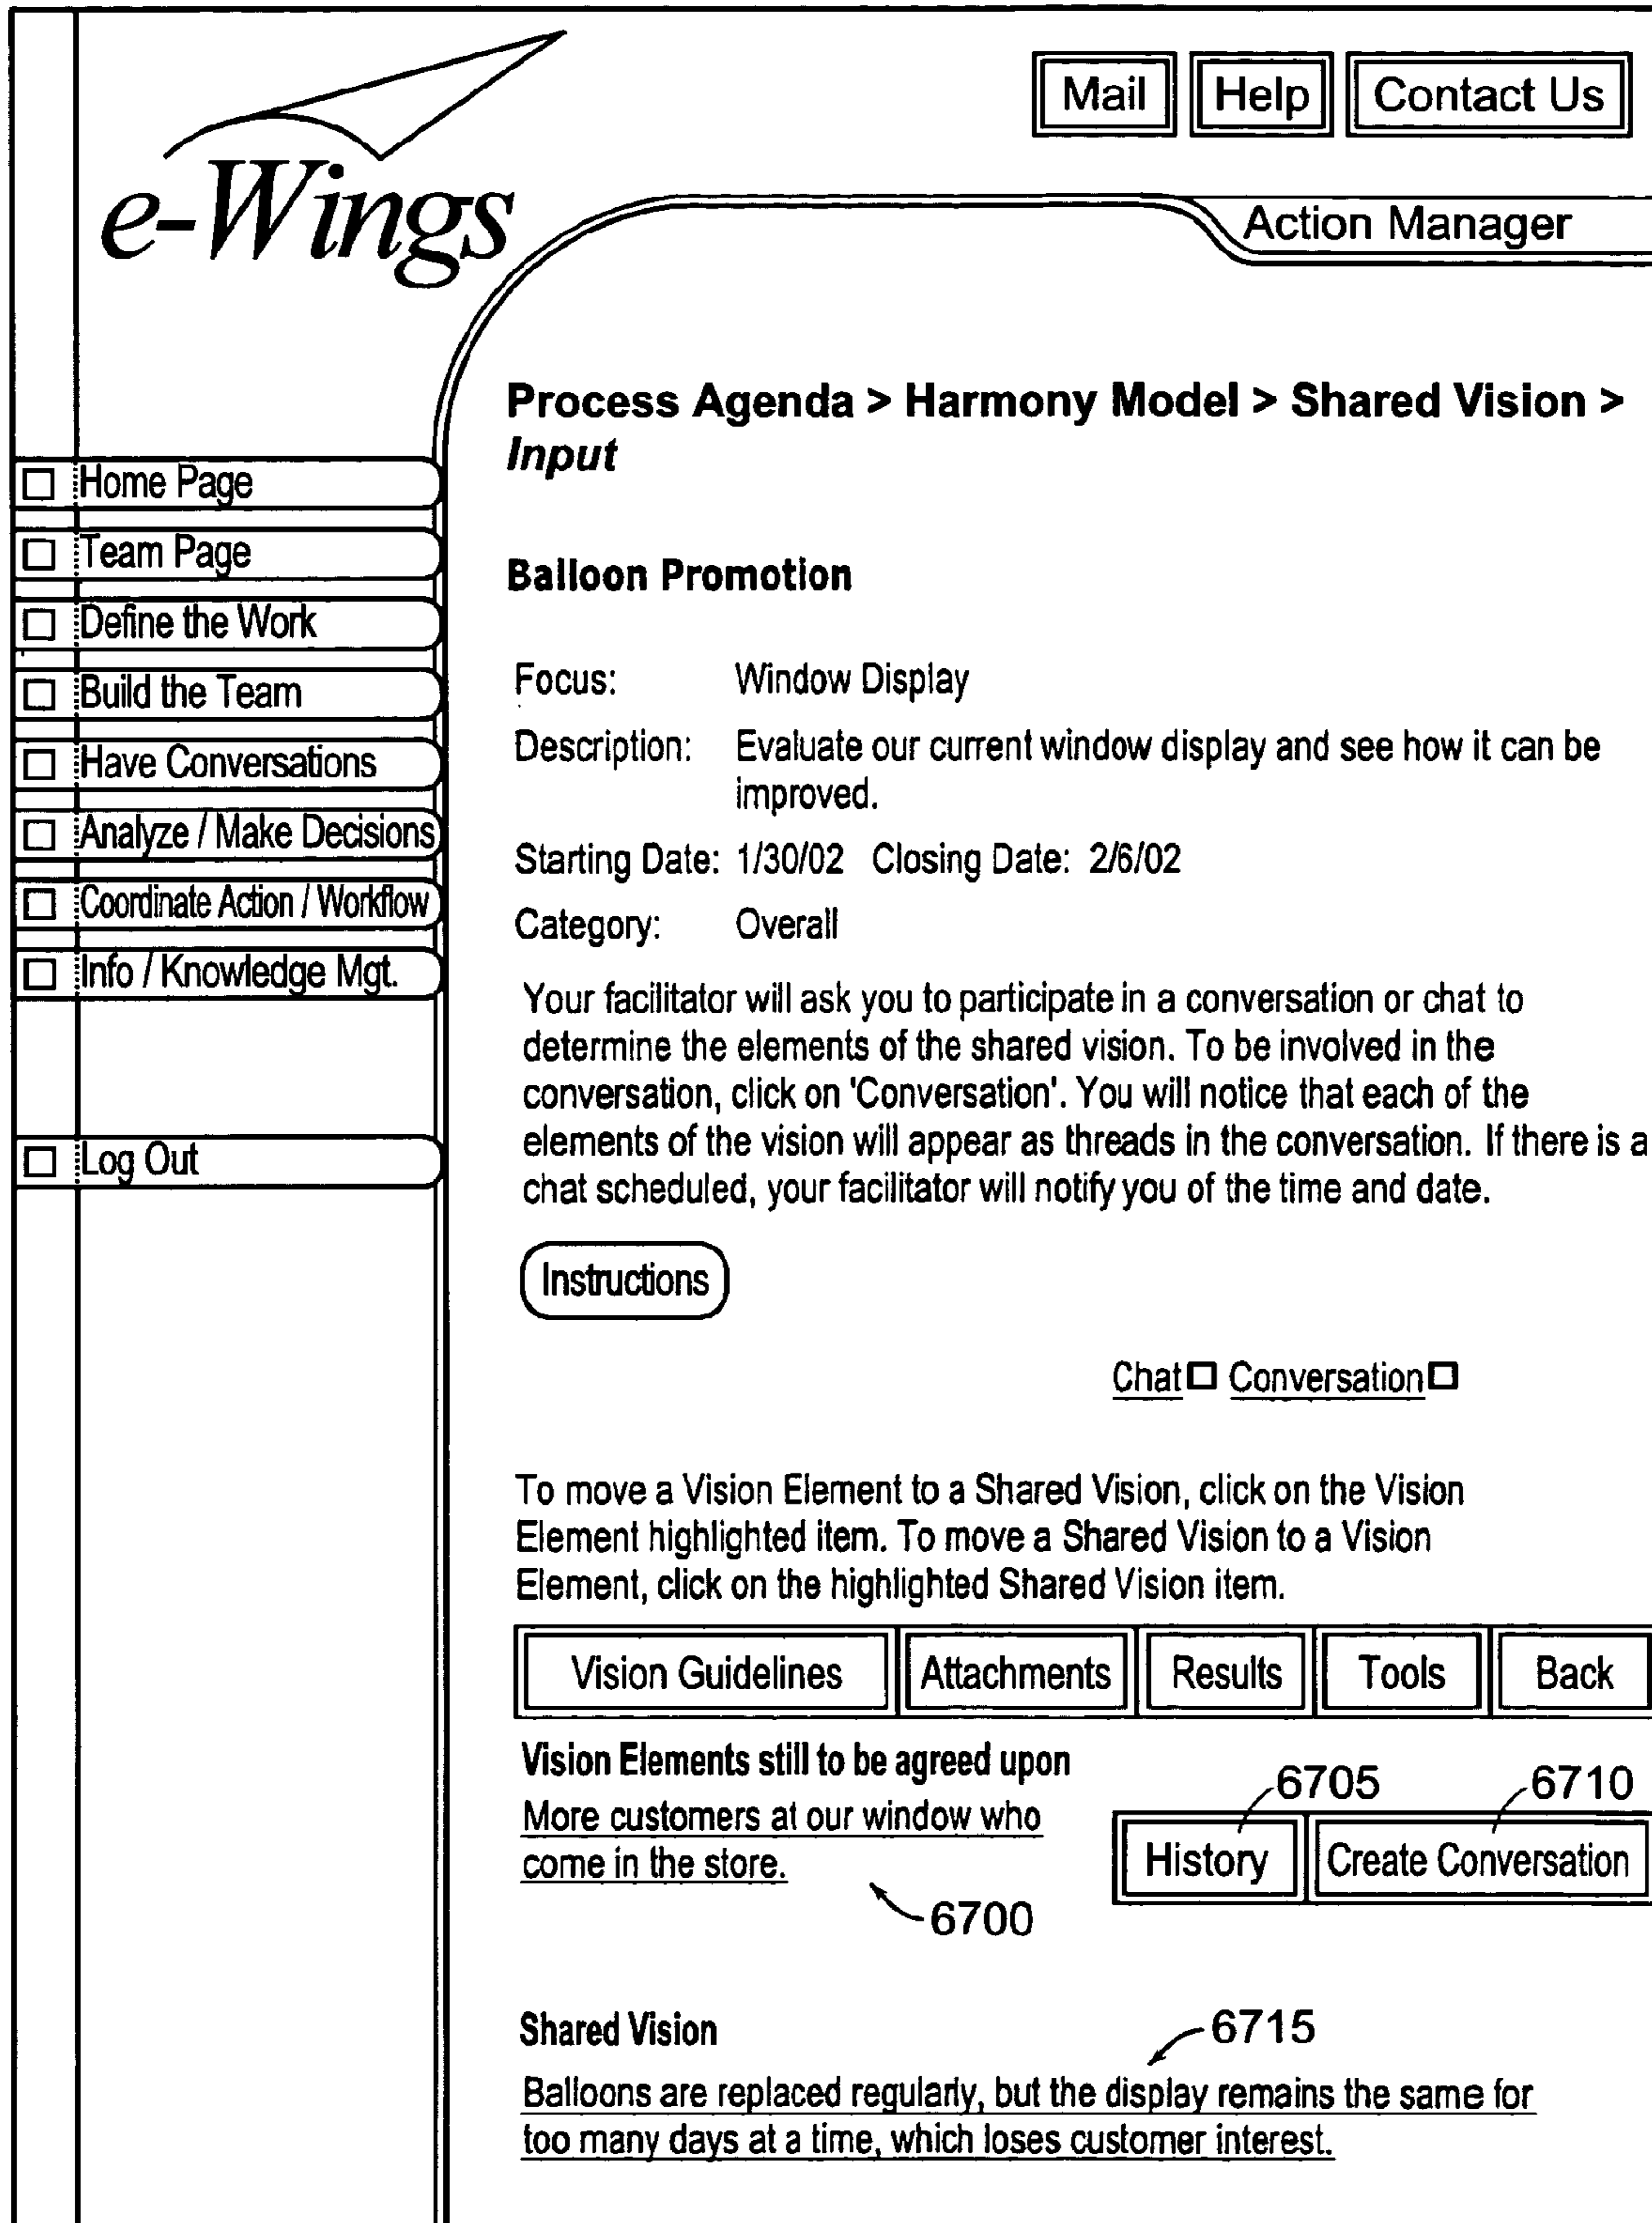 e-Wings
Mail Help Contact Us
Action Manager
Home Page
Team Page
Define the Work
Build the Team
Have Conversations
Analyze / Make Decisions
Coordinate Action / Workflow
Info / Knowledge Mgt.
Log Out
Process Agenda > Harmony Model > Shared Vision >
Input
Balloon Promotion
Focus: Window Display
Description: Evaluate our current window display and see how it can be
improved.
Starting Date: 1/30/02 Closing Date: 2/6/02
Category: Overall
Your facilitator will ask you to participate in a conversation or chat to
determine the elements of the shared vision. To be involved in the
conversation, click on 'Conversation'. You will notice that each of the
elements of the vision will appear as threads in the conversation. If there is a
chat scheduled, your facilitator will notify you of the time and date.
Instructions
Chat Conversation
To move a Vision Element to a Shared Vision, click on the Vision
Element highlighted item. To move a Shared Vision to a Vision
Element, click on the highlighted Shared Vision item.
Vision Guidelines Attachments Results Tools Back
Vision Elements still to be agreed upon
More customers at our window who
come in the store.
6700
6705 6710
History Create Conversation
Shared Vision
6715
Balloons are replaced regularly, but the display remains the same for
too many days at a time, which loses customer interest.